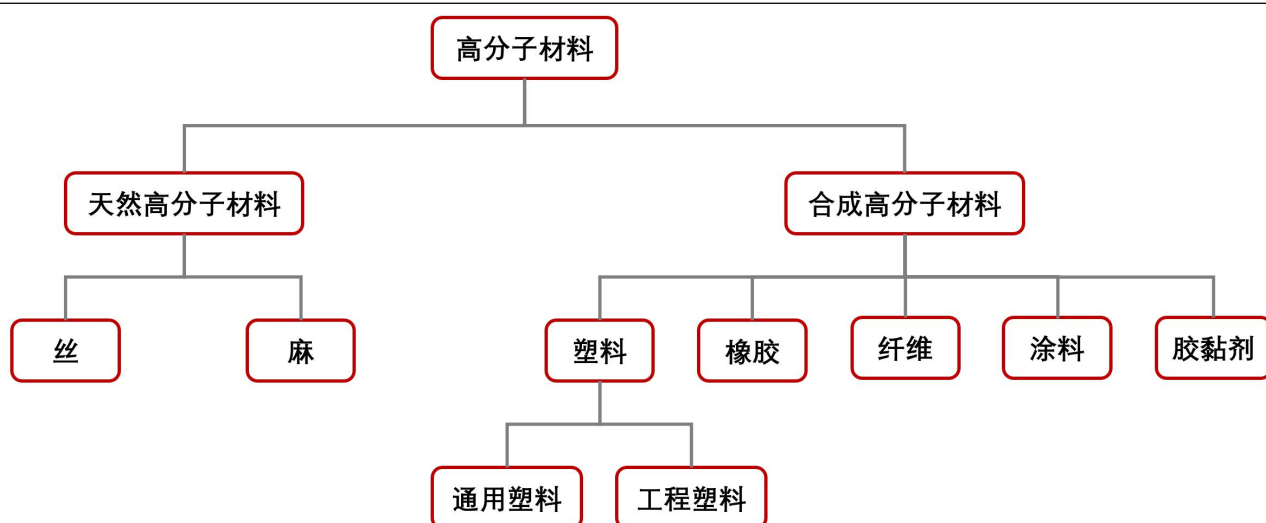 高分子材料
天然高分子材料
合成高分子材料
丝
麻
塑料
橡胶
纤维
涂料
胶黏剂
通用塑料
工程塑料